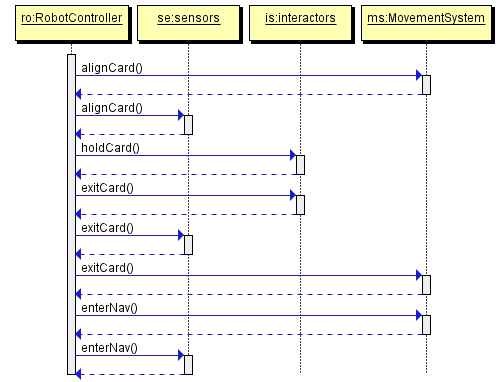 ro:RobotController se:sensors is:interactors ms:MovementSystem
alignCard()
alignCard()
holdCard()
exitCard()
exitCard()
exitCard()
enterNav()
enterNav()